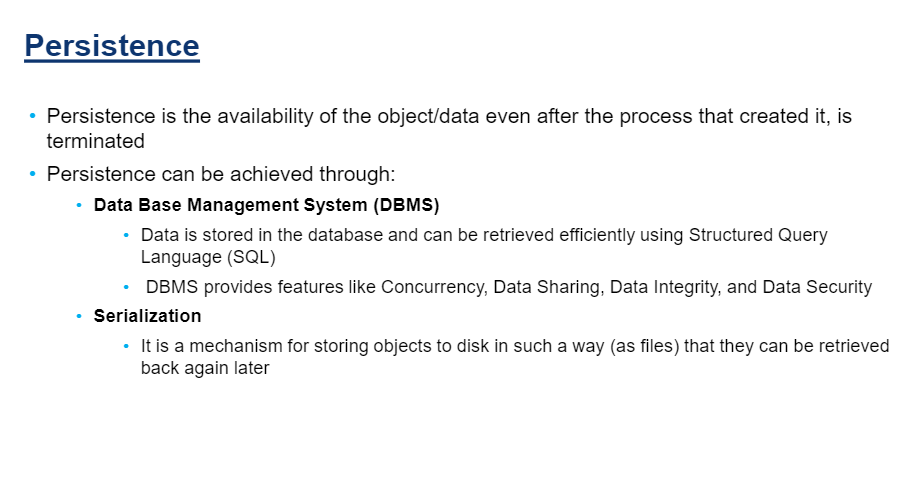 Persistence
• Persistence is the availability of the object/data even after the process that created it, is
terminated
• Persistence can be achieved through:
• Data Base Management System (DBMS)
• Data is stored in the database and can be retrieved efficiently using Structured Query
Language (SQL)
• DBMS provides features like Concurrency, Data Sharing, Data Integrity, and Data Security
• Serialization
• It is a mechanism for storing objects to disk in such a way (as files) that they can be retrieved
back again later